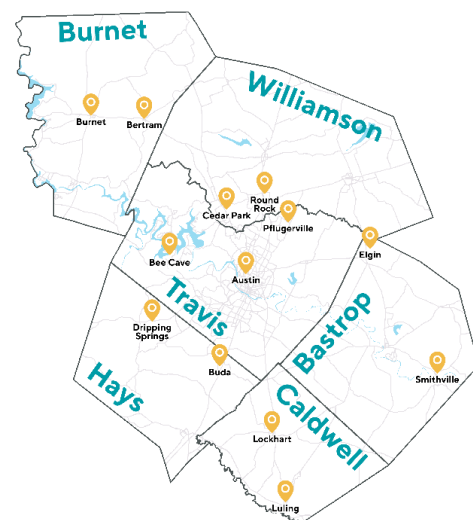 Burnet
Williamson
Burnet
Bertram
Round
Rock
Cedar Park
Pflugerville
Elgin
Bee Cave
Austin
Travis
Bastrop
Dripping
Springs
Buda
Smithville
Hays
Caldwell
Lockhart
Luling